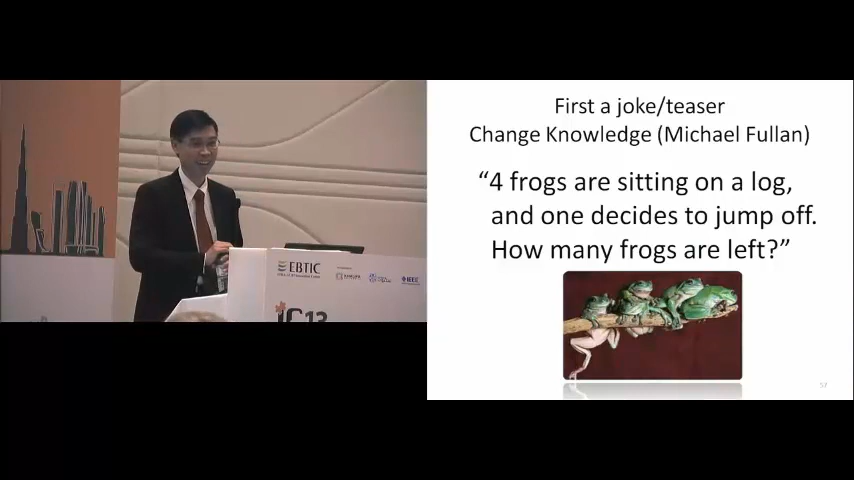 First a joke/teaser
Change Knowledge (Michael Fullan)
“4 frogs are sitting on a log,
and one decides to jump off.
How many frogs are left?”
57
EBTIC
IEEE